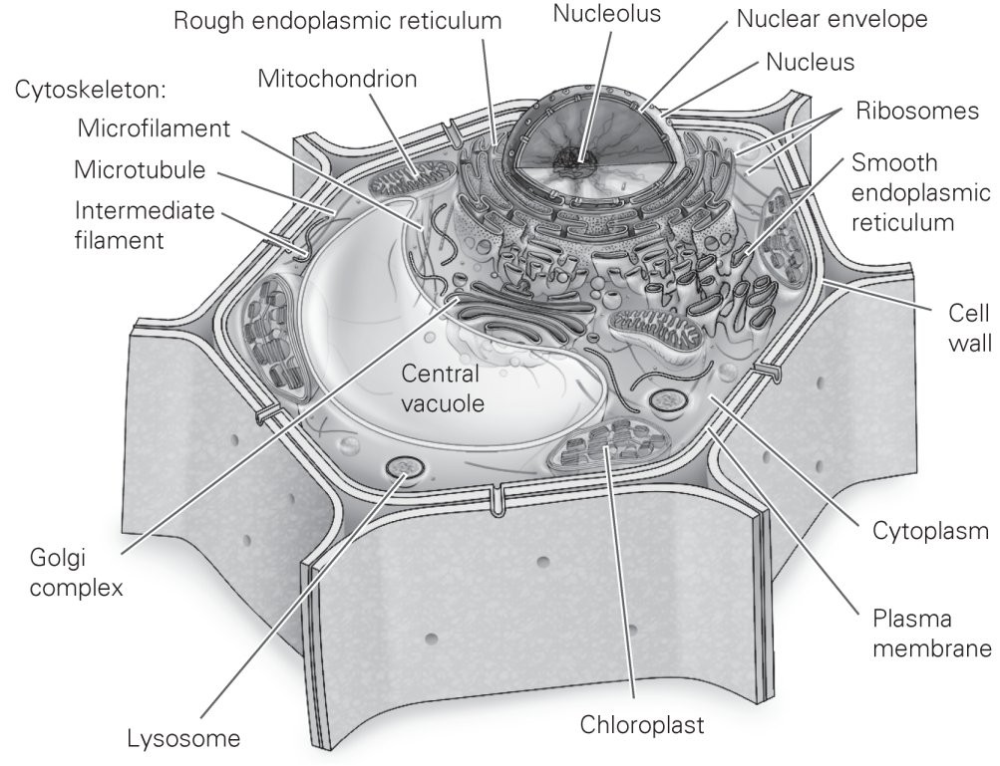 Rough endoplasmic reticulum
Nucleolus
Nuclear envelope
Nucleus
Mitochondrion
Cytoskeleton:
Microfilament
Microtubule
Intermediate
filament
Ribosomes
Smooth
endoplasmic
reticulum
Cell
wall
Central
vacuole
Golgi
complex
Cytoplasm
Plasma
membrane
Chloroplast
Lysosome